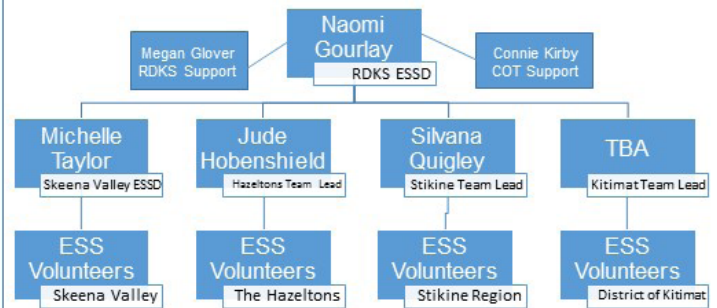 Naomi
Gourlay
RDKS ESSD
Megan Glover
RDKS Support
Connie Kirby
COT Support
Michelle
Taylor
Skeena Valley ESSD
Jude
Hobenshield
Hazeltons Team Lead
Silvana
Quigley
Stikine Team Lead
TBA
Kitimat Team Lead
ESS
Volunteers
Skeena Valley
ESS
Volunteers
The Hazeltons
ESS
Volunteers
Stikine Region
ESS
Volunteers
District of Kitimat